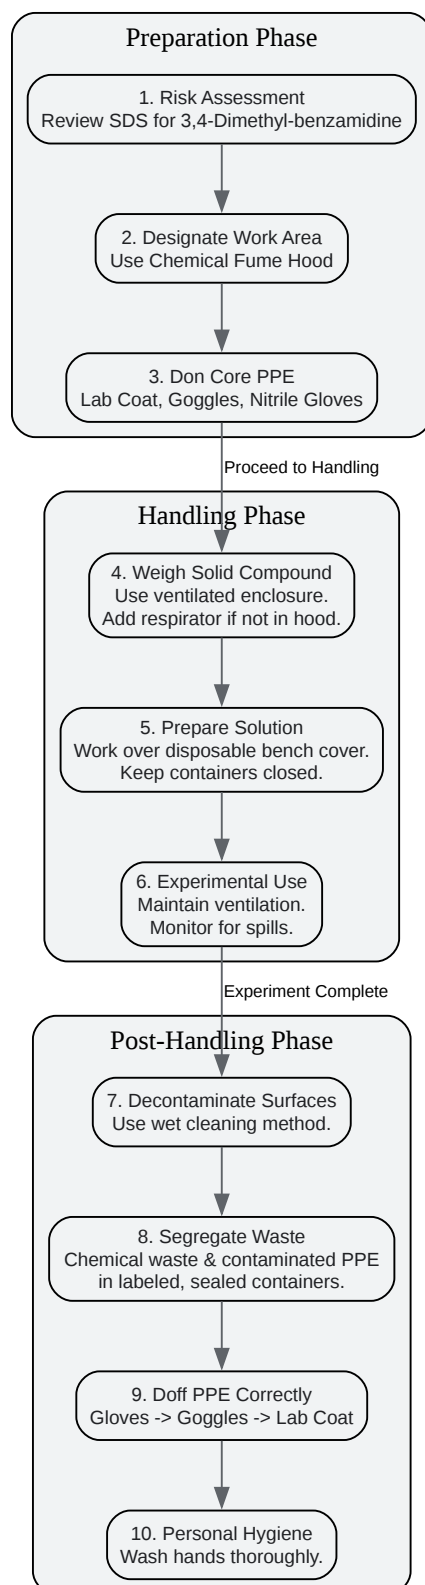 Preparation Phase
1. Risk Assessment
Review SDS for 3,4-Dimethyl-benzamidine
2. Designate Work Area
Use Chemical Fume Hood
3. Don Core PPE
Lab Coat, Goggles, Nitrile Gloves
Proceed to Handling
Handling Phase
4. Weigh Solid Compound
Use ventilated enclosure.
Add respirator if not in hood.
5. Prepare Solution
Work over disposable bench cover.
Keep containers closed.
6. Experimental Use
Maintain ventilation.
Monitor for spills.
Experiment Complete
Post-Handling Phase
7. Decontaminate Surfaces
Use wet cleaning method.
8. Segregate Waste
Chemical waste & contaminated PPE
in labeled, sealed containers.
9. Doff PPE Correctly
Gloves -> Goggles -> Lab Coat
10. Personal Hygiene
Wash hands thoroughly.